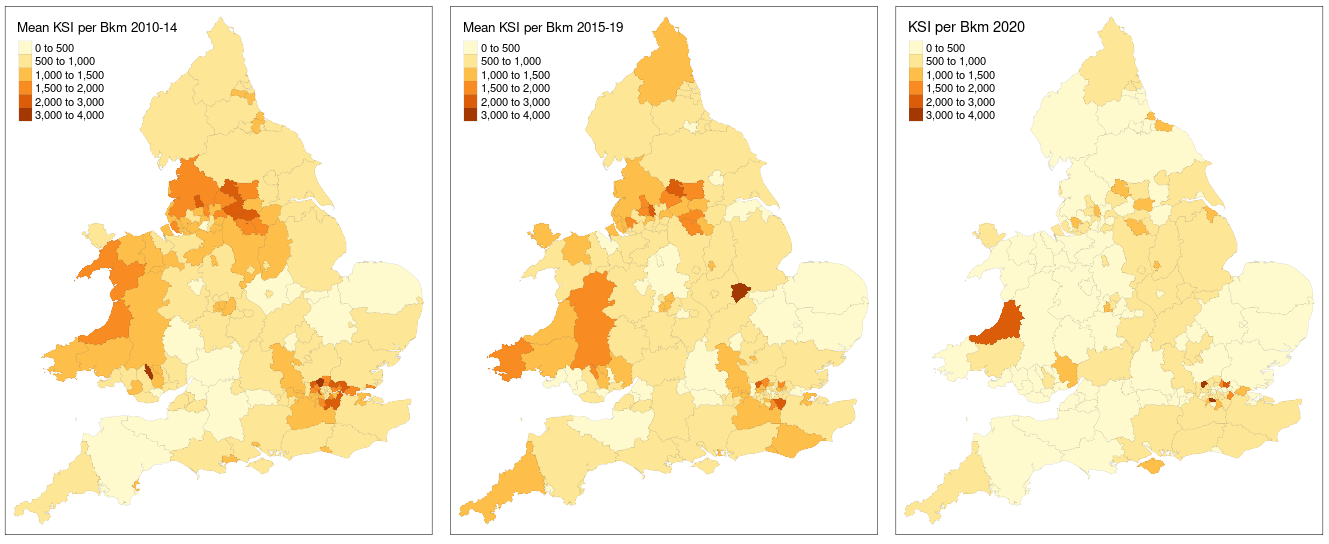 Mean KSI per Bkm 2010-14
0 to 500
500 to 1,000
1,000 to 1,500
1,500 to 2,000
2,000 to 3,000
3,000 to 4,000
Mean KSI per Bkm 2015-19
0 to 500
500 to 1,000
1,000 to 1,500
1,500 to 2,000
2,000 to 3,000
3,000 to 4,000
KSI per Bkm 2020
0 to 500
500 to 1,000
1,000 to 1,500
1,500 to 2,000
2,000 to 3,000
3,000 to 4,000